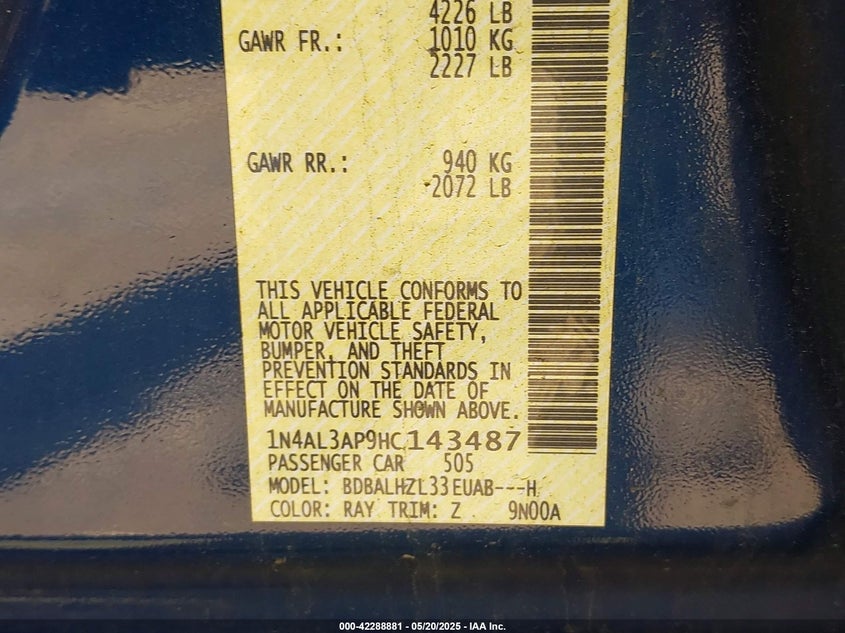 4226 LB
GAWR FR.: 1010 KG
2227 LB
GAWR RR.: 940 KG
2072 LB
THIS VEHICLE CONFORMS TO
ALL APPLICABLE FEDERAL
MOTOR VEHICLE SAFETY,
BUMPER, AND THEFT
PREVENTION STANDARDS IN
EFFECT ON THE DATE OF
MANUFACTURE SHOWN ABOVE.
1N4AL3AP9HC143487
PASSENGER CAR 505
MODEL: BDBALHZL33EUAB---H
COLOR: RAY TRIM: Z 9N00A
000-42288881 - 05/20/2025 - IAA Inc.